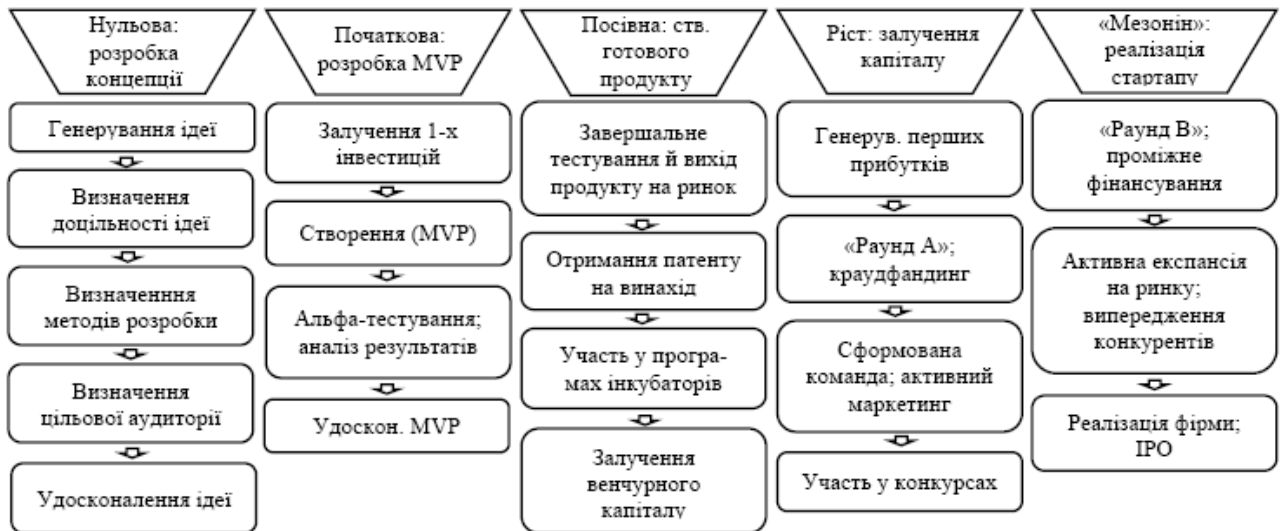 Нульова:
розробка
концепції
Генерування ідеї
Визначення
доцільності ідеї
Визначенння
методів розробки
Визначення
цільової аудиторії
Удосконалення ідеї
Початкова:
розробка MVP
Залучення 1-х
інвестицій
Створення (MVP)
Альфа-тестування;
аналіз результатів
Удоскон. MVP
Посівна: ств.
готового
продукту
Завершальне
тестування й вихід
продукту на ринок
Отримання патенту
на винахід
Участь у програ-
мах інкубаторів
Залучення
венчурного
капіталу
Ріст: залучення
капіталу
Генерув. перших
прибутків
«Раунд А»;
краудфандинг
Сформована
команда; активний
маркетинг
Участь у конкурсах
«Мезонін»:
реалізація
стартапу
«Раунд В»;
проміжне
фінансування
Активна експансія
на ринку;
випередження
конкурентів
Реалізація фірми;
IPO